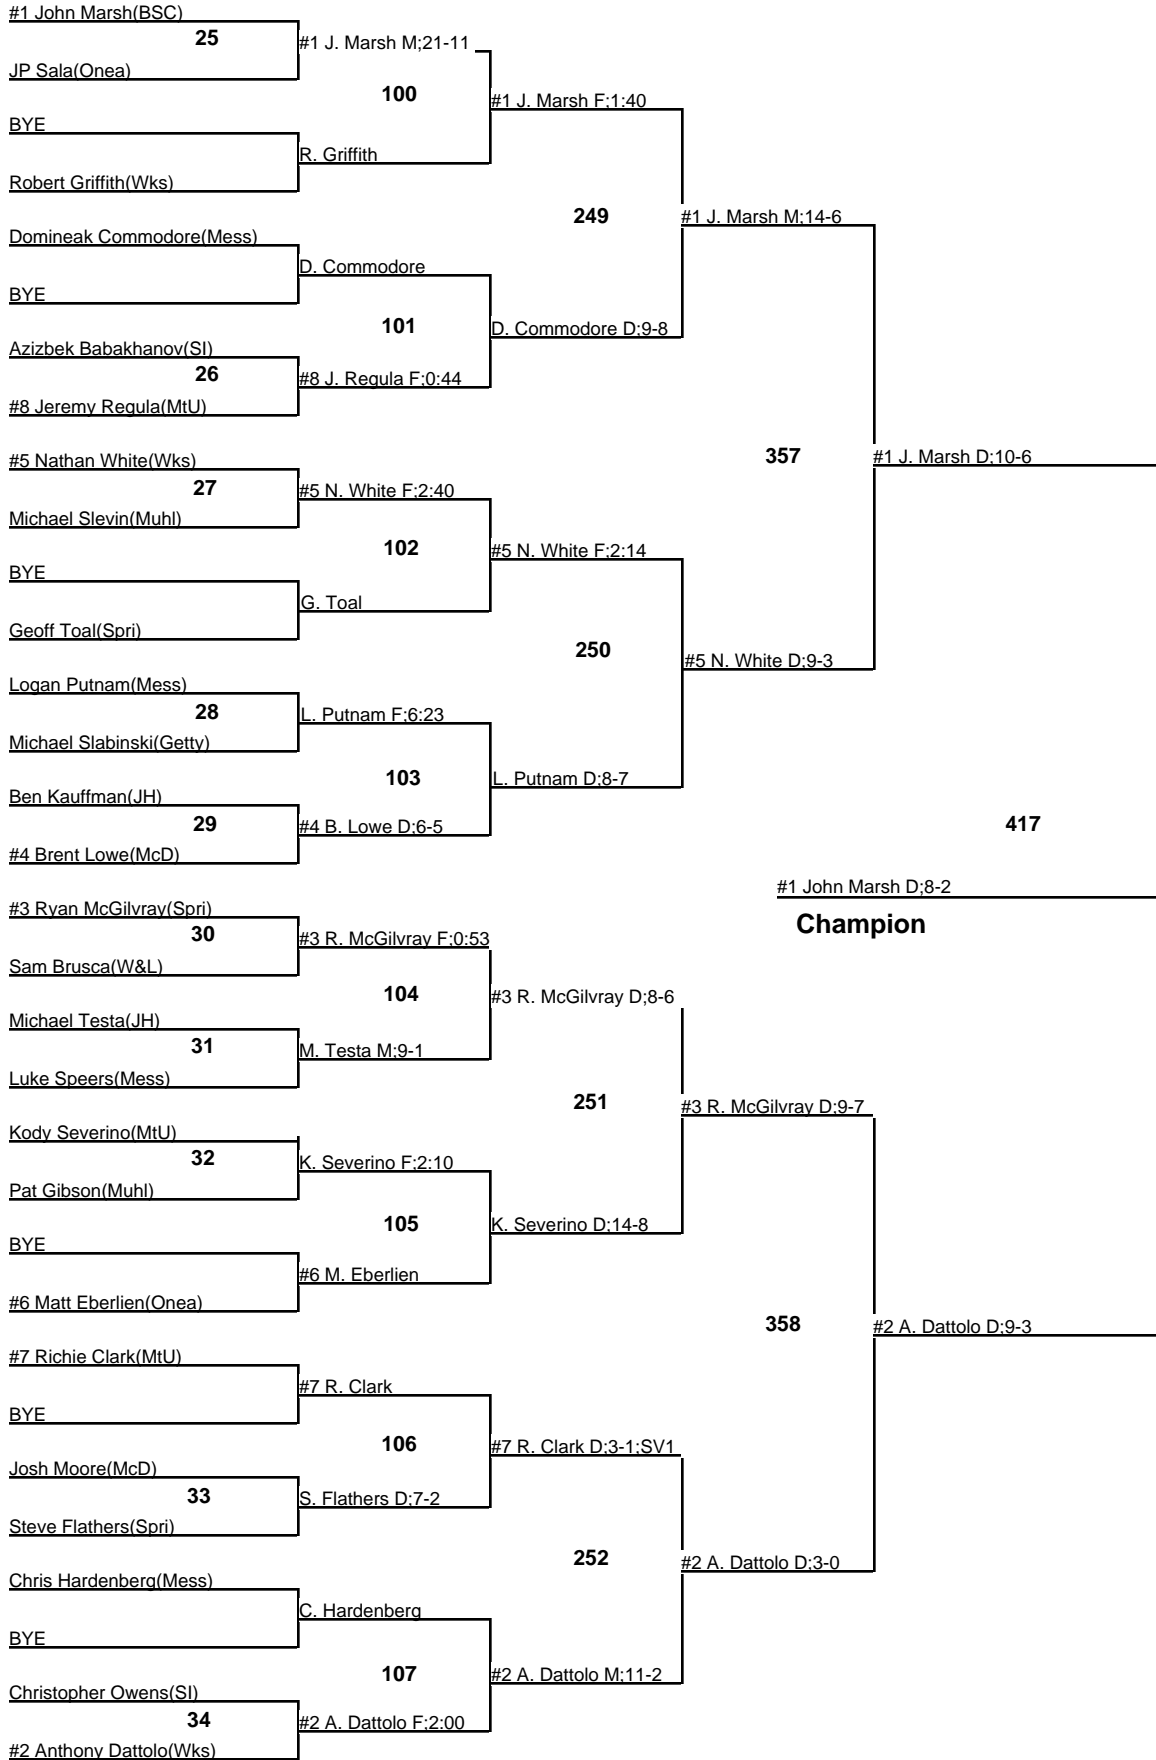 #1 John Marsh(BSC)
25
#1 J. Marsh M;21-11
JP Sala(Onea)
100
#1 J. Marsh F;1:40
BYE
R. Griffith
Robert Griffith(Wks)
249
#1 J. Marsh M;14-6
Domineak Commodore(Mess)
D. Commodore
BYE
101
D. Commodore D;9-8
Azizbek Babakhanov(SI)
26
#8 J. Regula F;0:44
#8 Jeremy Regula(MtU)
357
#1 J. Marsh D;10-6
#5 Nathan White(Wks)
27
#5 N. White F;2:40
Michael Slevin(Muhl)
102
#5 N. White F;2:14
BYE
G. Toal
Geoff Toal(Spri)
250
#5 N. White D;9-3
Logan Putnam(Mess)
28
L. Putnam F;6:23
Michael Slabinski(Getty)
103
L. Putnam D;8-7
Ben Kauffman(JH)
29
#4 B. Lowe D;6-5
#4 Brent Lowe(McD)
417
#1 John Marsh D;8-2
Champion
#3 Ryan McGilvray(Spri)
30
#3 R. McGilvray F;0:53
Sam Brusca(W&L)
104
#3 R. McGilvray D;8-6
Michael Testa(JH)
31
M. Testa M;9-1
Luke Speers(Mess)
251
#3 R. McGilvray D;9-7
Kody Severino(MtU)
32
K. Severino F;2:10
Pat Gibson(Muhl)
105
K. Severino D;14-8
BYE
#6 M. Eberlien
#6 Matt Eberlien(Onea)
358
#2 A. Dattolo D;9-3
#7 Richie Clark(MtU)
#7 R. Clark
BYE
106
#7 R. Clark D;3-1;SV1
Josh Moore(McD)
33
S. Flathers D;7-2
Steve Flathers(Spri)
252
#2 A. Dattolo D;3-0
Chris Hardenberg(Mess)
C. Hardenberg
BYE
107
#2 A. Dattolo M;11-2
Christopher Owens(SI)
34
#2 A. Dattolo F;2:00
#2 Anthony Dattolo(Wks)